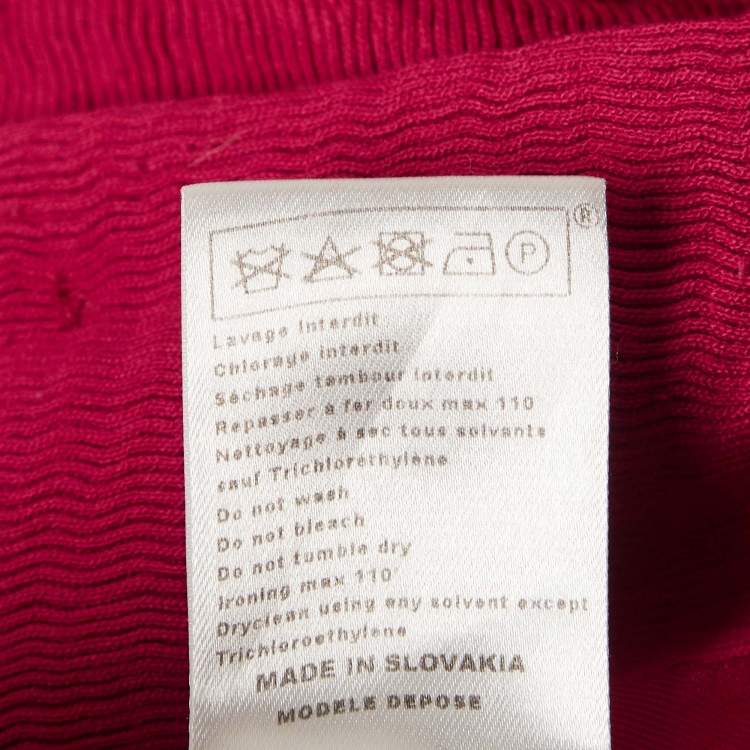 ®
P
Lavage interdit
Chlorage interdit
Séchage tambour interdit
Repasser à fer doux max 110
Nettoyage à sec tous solvants
sauf Trichloréthylène
Do not wash
Do not bleach
Do not tumble dry
Ironing max 110°
Dryclean using any solvent except
Trichloroethylene
MADE IN SLOVAKIA
MODELE DEPOSE